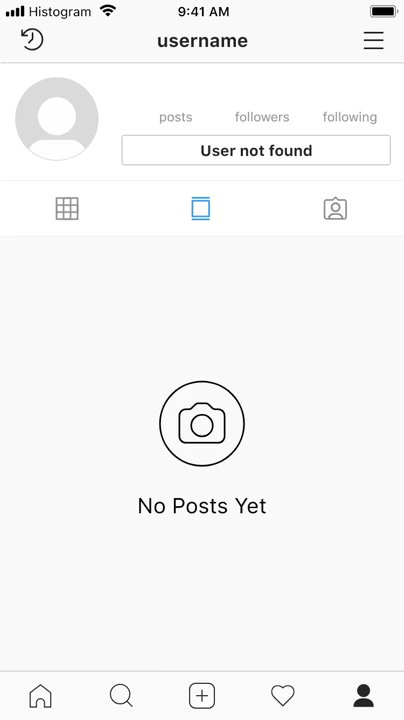 Histogram 9:41 AM
username
posts followers following
User not found
No Posts Yet